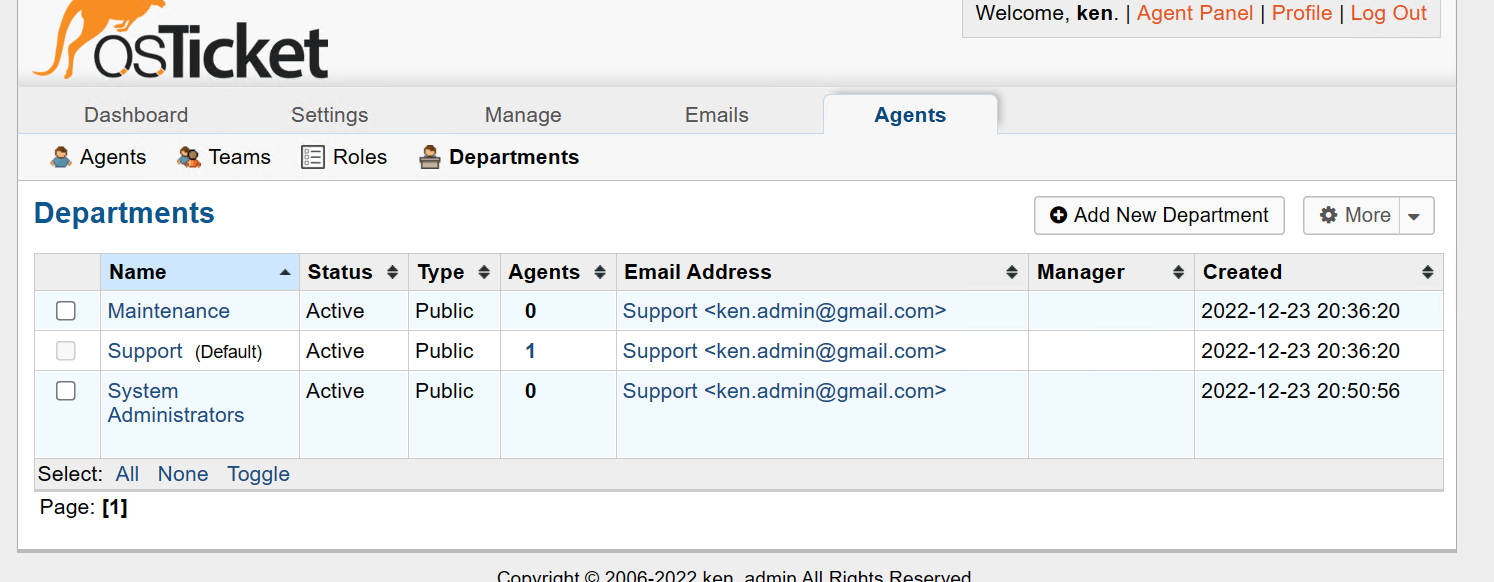 Welcome, ken. | Agent Panel | Profile | Log Out
osTicket
Dashboard Settings Manage Emails Agents
Agents Teams Roles Departments
Departments
Add New Department More
Name Status Type Agents Email Address Manager Created
Maintenance Active Public 0 Support <ken.admin@gmail.com> 2022-12-23 20:36:20
Support (Default) Active Public 1 Support <ken.admin@gmail.com> 2022-12-23 20:36:20
System Active Public 0 Support <ken.admin@gmail.com> 2022-12-23 20:50:56
Administrators
Select: All None Toggle
Page: [1]
Copyright © 2006-2022 ken_admin All Rights Reserved.